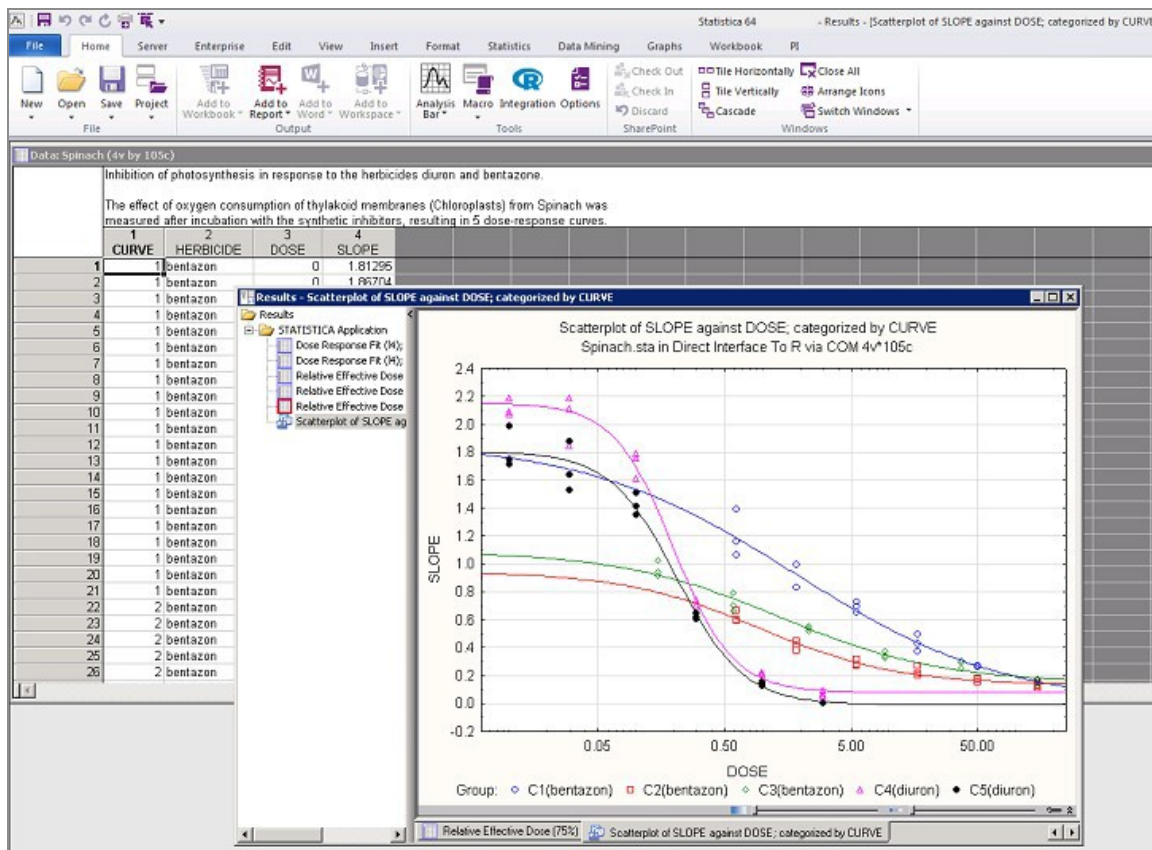 Statistica 64 - Results - [Scatterplot of SLOPE against DOSE; categorized by CURVE
File Home Server Enterprise Edit View Insert Format Statistics Data Mining Graphs Workbook PI
New Open Save Project Add to Workbook Add to Report Add to Word Add to Workspace Analysis Bar Macro Integration Options Check Out Check In Discard Tile Horizontally Tile Vertically Cascade Close All Arrange Icons Switch Windows
File Output Tools SharePoint Windows
Data: Spinach (4v by 105c)
Inhibition of photosynthesis in response to the herbicides diuron and bentazone.
The effect of oxygen consumption of thylakoid membranes (Chloroplasts) from Spinach was
measured after incubation with the synthetic inhibitors, resulting in 5 dose-response curves.
1 2 3 4
CURVE HERBICIDE DOSE SLOPE
1 1 bentazon 0 1.81295
2 1 bentazon 0 1.86704
3 1 bentazon
4 1 bentazon
5 1 bentazon
6 1 bentazon
7 1 bentazon
8 1 bentazon
9 1 bentazon
10 1 bentazon
11 1 bentazon
12 1 bentazon
13 1 bentazon
14 1 bentazon
15 1 bentazon
16 1 bentazon
17 1 bentazon
18 1 bentazon
19 1 bentazon
20 1 bentazon
21 1 bentazon
22 2 bentazon
23 2 bentazon
24 2 bentazon
25 2 bentazon
26 2 bentazon
Results - Scatterplot of SLOPE against DOSE; categorized by CURVE
Results
STATISTICA Application
Dose Response Fit (l4);
Dose Response Fit (l4);
Relative Effective Dose
Relative Effective Dose
Relative Effective Dose
Scatterplot of SLOPE ag
Scatterplot of SLOPE against DOSE; categorized by CURVE
Spinach.sta in Direct Interface To R via COM 4v*105c
2.4
2.2
2.0
1.8
1.6
1.4
1.2
1.0
0.8
0.6
0.4
0.2
0.0
-0.2
SLOPE
0.05 0.50 5.00 50.00
DOSE
Group: C1(bentazon) C2(bentazon) C3(bentazon) C4(diuron) C5(diuron)
Relative Effective Dose (75%) Scatterplot of SLOPE against DOSE; categorized by CURVE